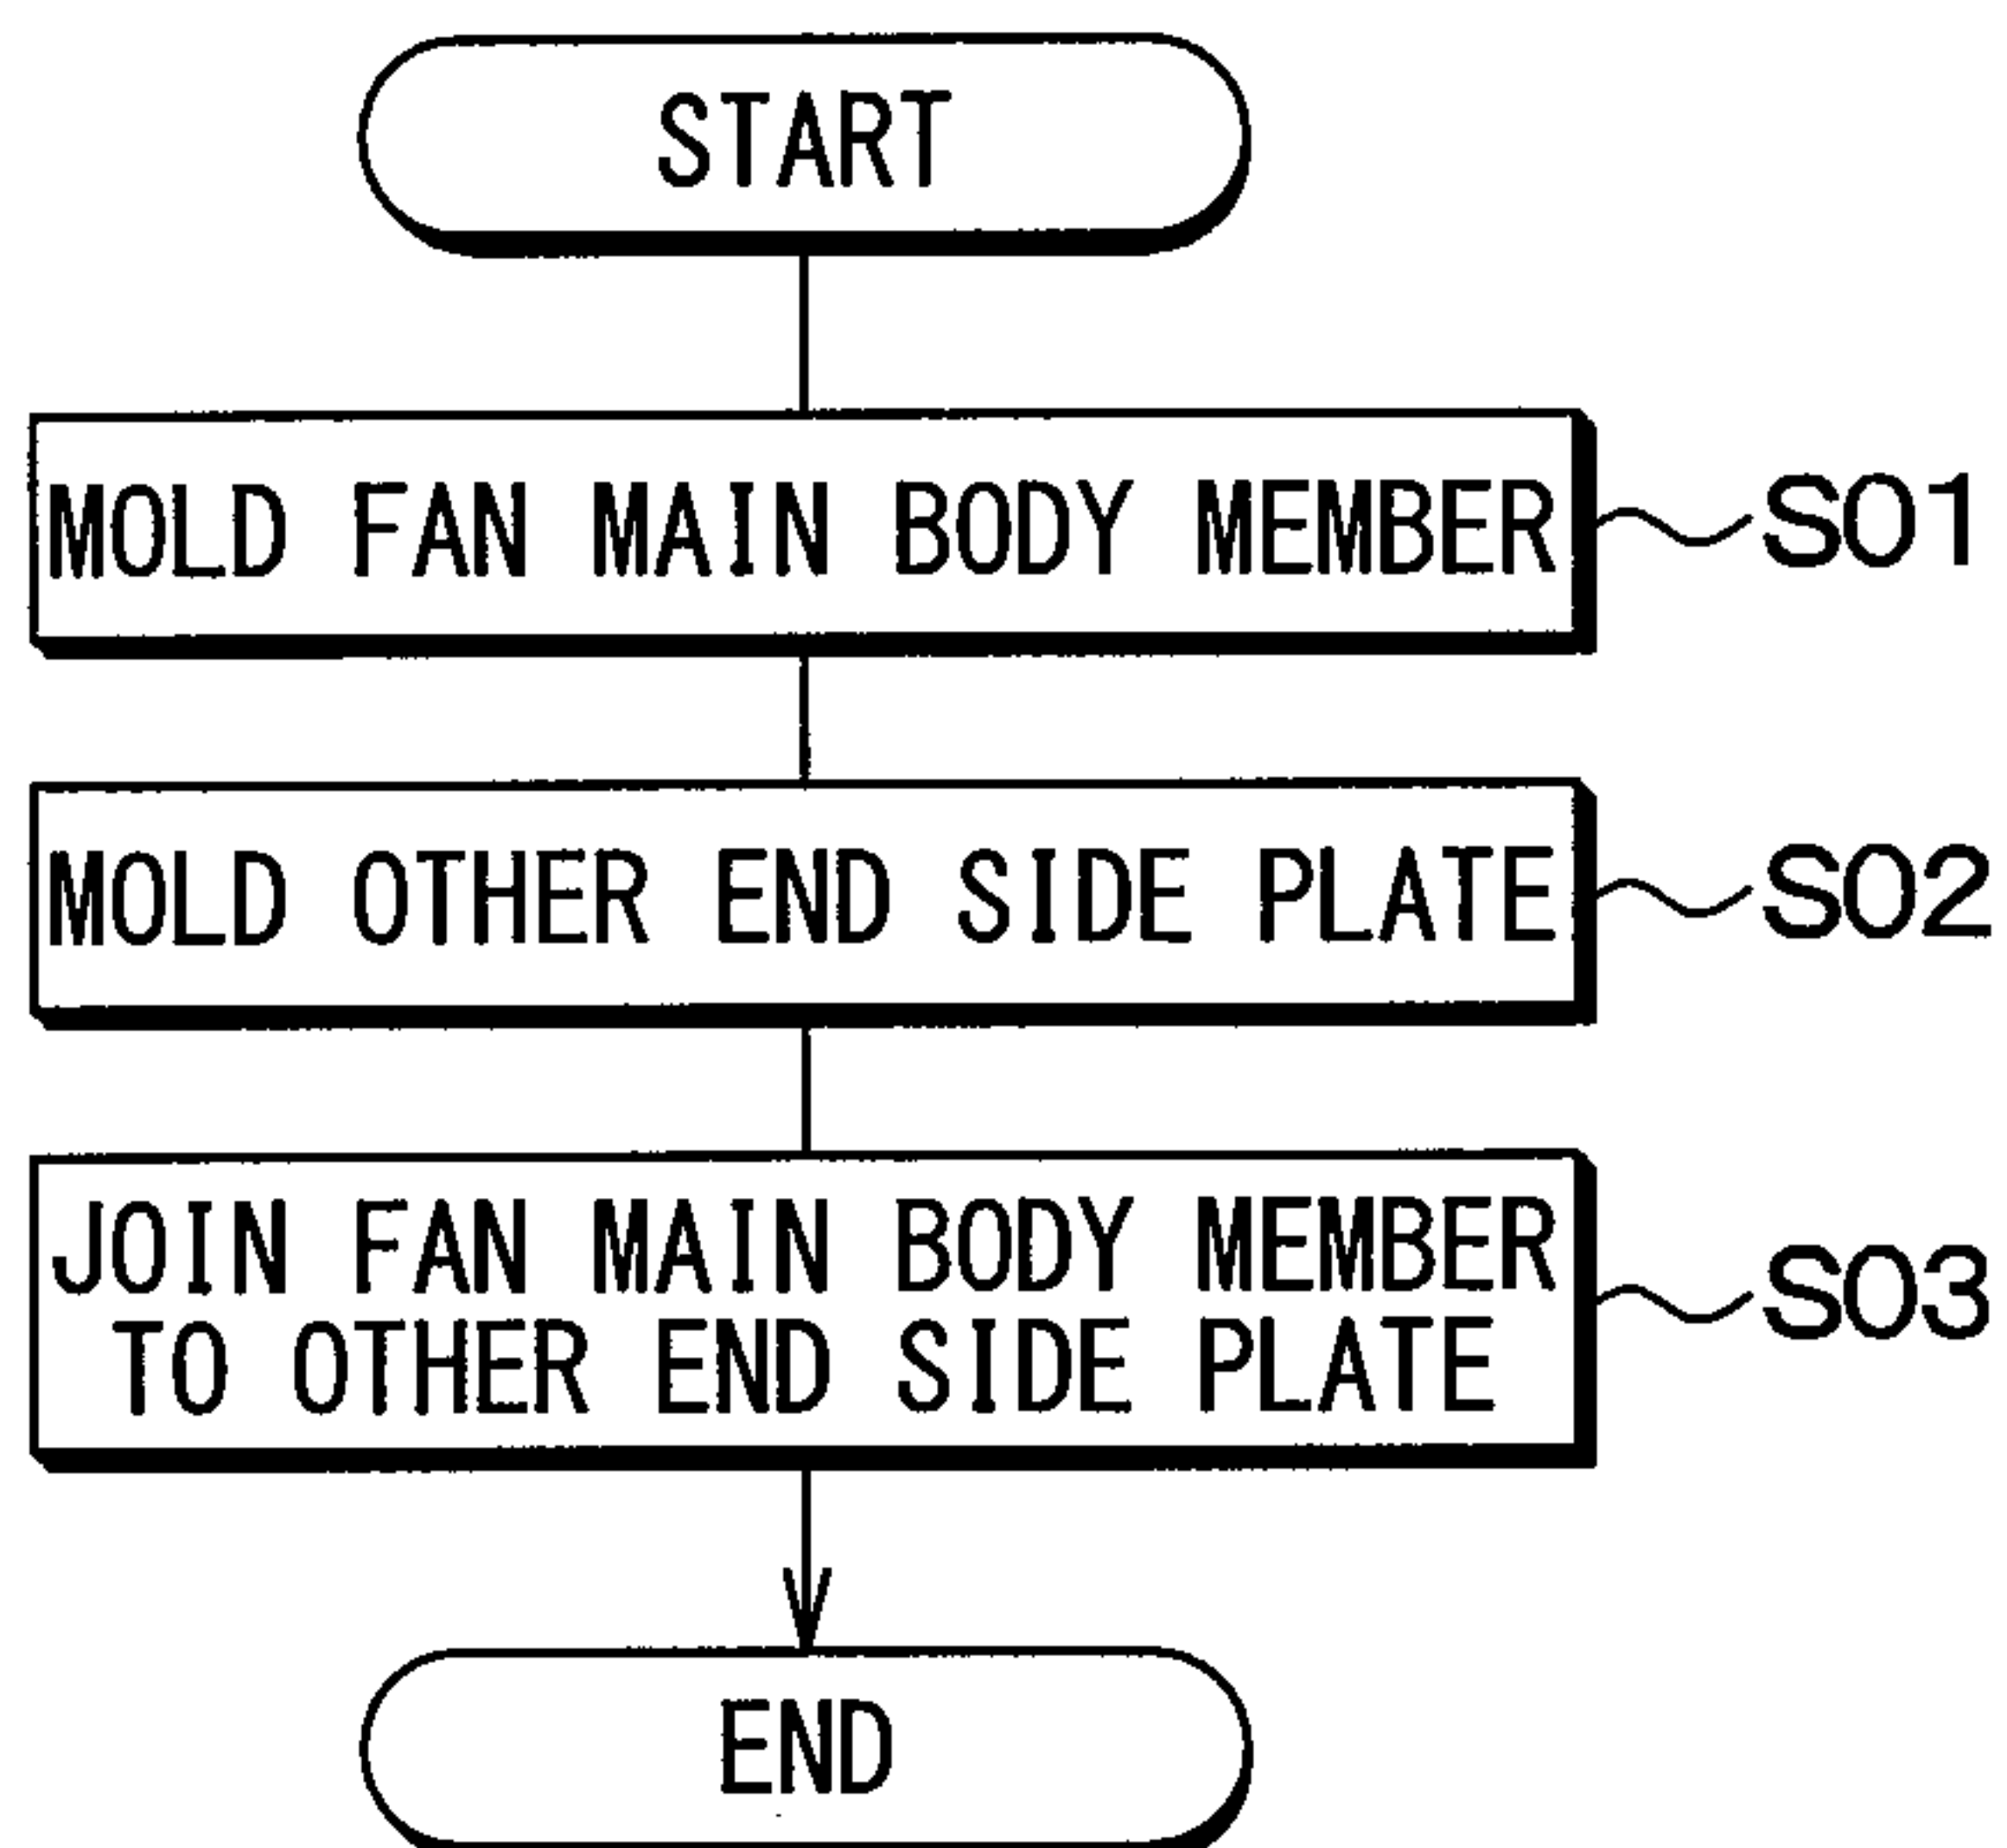 START
MOLD FAN MAIN BODY MEMBER
S01
MOLD OTHER END SIDE PLATE
S02
JOIN FAN MAIN BODY MEMBER
TO OTHER END SIDE PLATE
S03
END